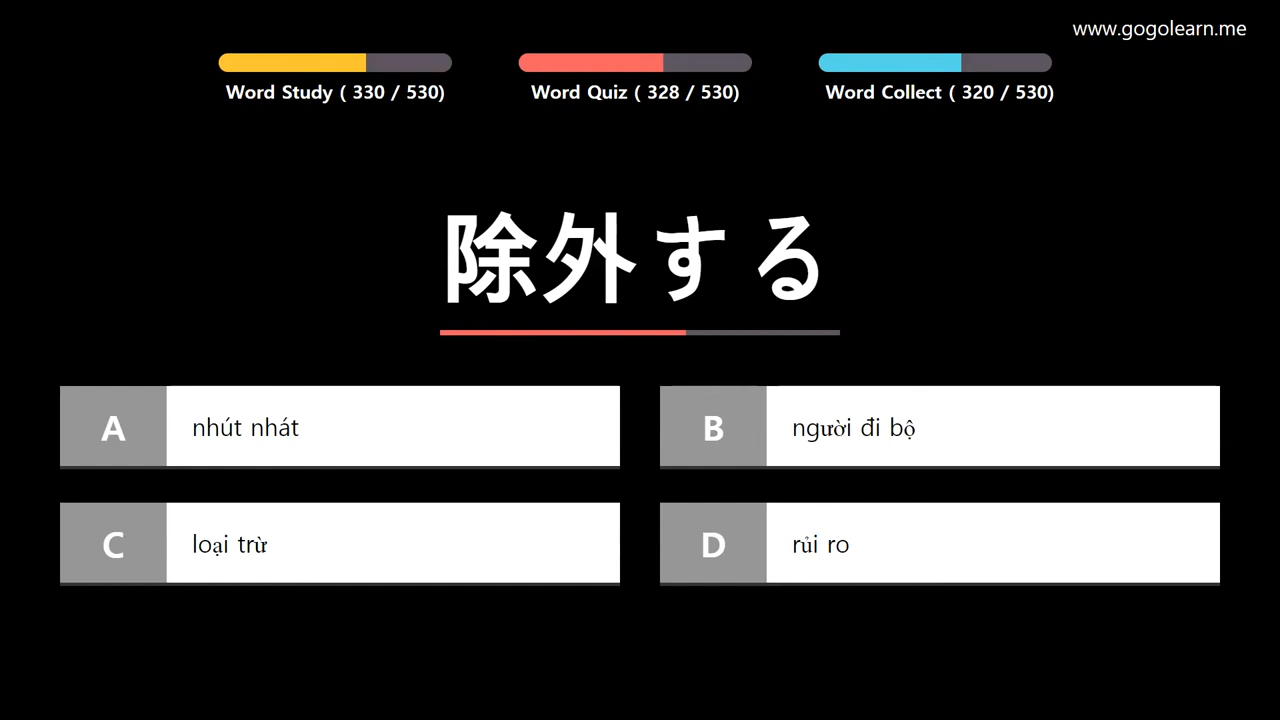 www.gogolearn.me
Word Study ( 330 / 530)
Word Quiz ( 328 / 530)
Word Collect ( 320 / 530)
除外する
A
nhút nhát
B
người đi bộ
C
loại trừ
D
rủi ro